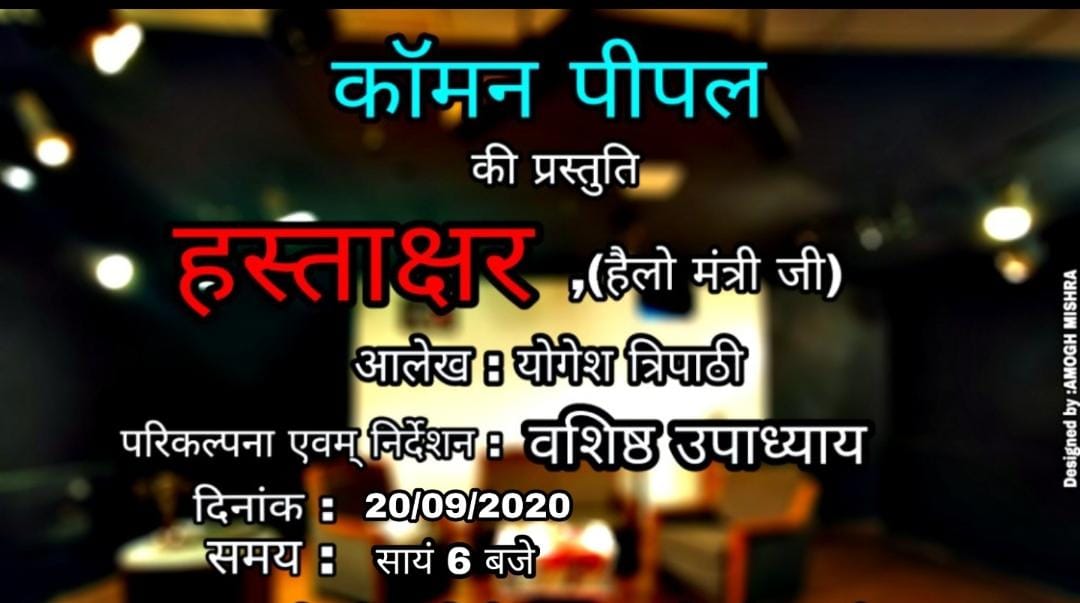 कॉमन पीपल
की प्रस्तुति
हस्ताक्षर ,(हैलो मंत्री जी)
आलेख : योगेश त्रिपाठी
परिकल्पना एवम् निर्देशन : वशिष्ठ उपाध्याय
दिनांक : 20/09/2020
समय : सायं 6 बजे
Designed by :AMOGH MISHRA